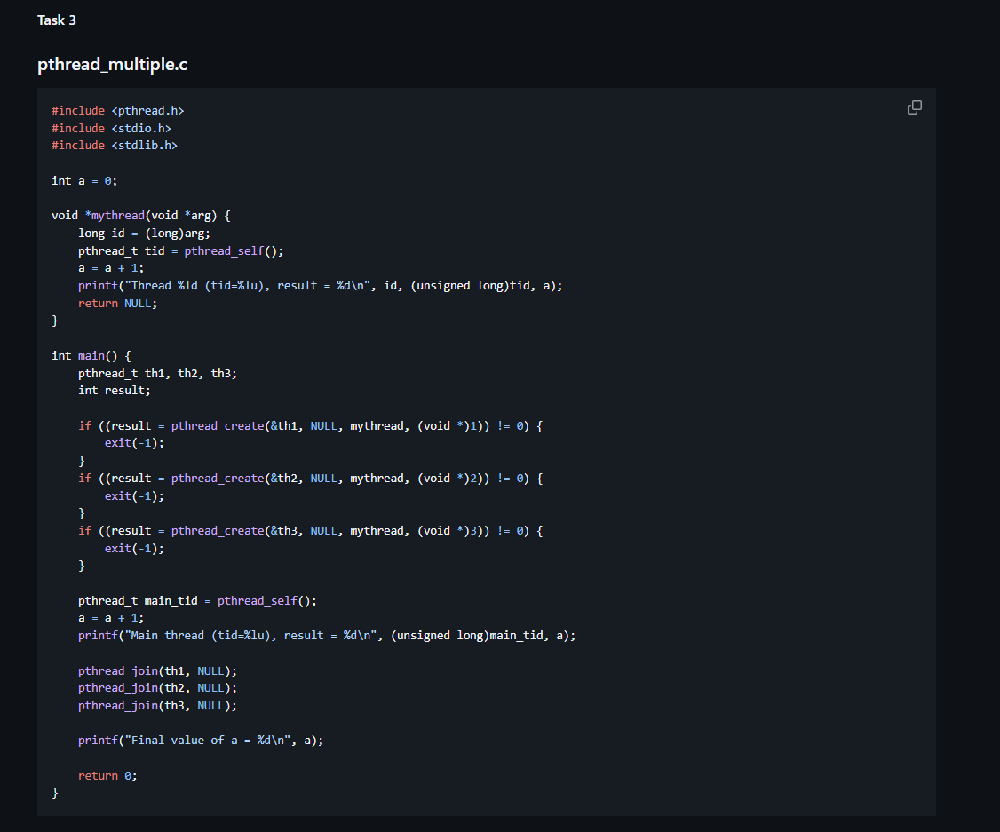 Task 3
pthread_multiple.c
#include <pthread.h>
#include <stdio.h>
#include <stdlib.h>
int a = 0;
void *mythread(void *arg) {
    long id = (long)arg;
    pthread_t tid = pthread_self();
    a = a + 1;
    printf("Thread %ld (tid=%lu), result = %d\n", id, (unsigned long)tid, a);
    return NULL;
}
int main() {
    pthread_t th1, th2, th3;
    int result;
    if ((result = pthread_create(&th1, NULL, mythread, (void *)1)) != 0) {
        exit(-1);
    }
    if ((result = pthread_create(&th2, NULL, mythread, (void *)2)) != 0) {
        exit(-1);
    }
    if ((result = pthread_create(&th3, NULL, mythread, (void *)3)) != 0) {
        exit(-1);
    }
    pthread_t main_tid = pthread_self();
    a = a + 1;
    printf("Main thread (tid=%lu), result = %d\n", (unsigned long)main_tid, a);
    pthread_join(th1, NULL);
    pthread_join(th2, NULL);
    pthread_join(th3, NULL);
    printf("Final value of a = %d\n", a);
    return 0;
}